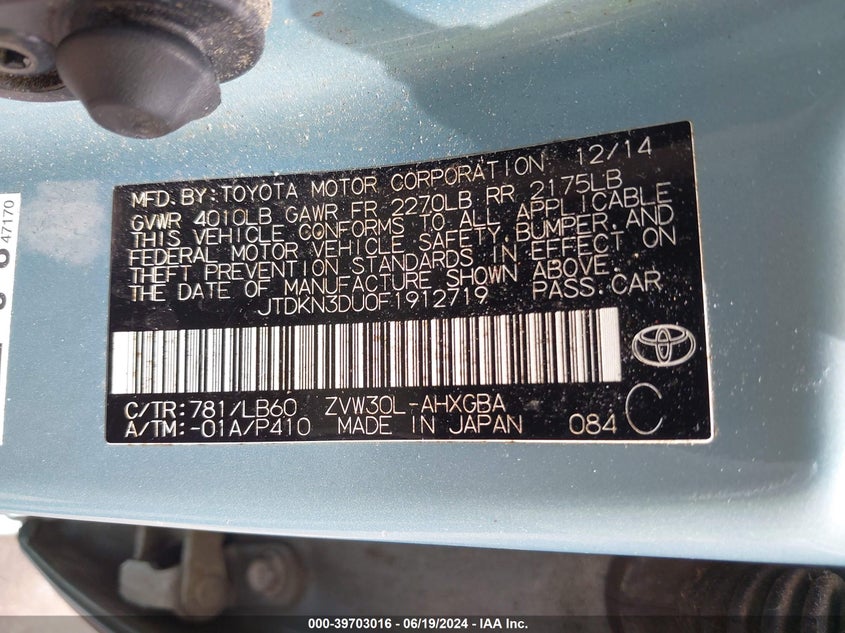 MFD. BY: TOYOTA MOTOR CORPORATION 12/14
GVWR 4010LB GAWR FR 2270LB RR 2175LB
THIS VEHICLE CONFORMS TO ALL APPLICABLE
FEDERAL MOTOR VEHICLE SAFETY, BUMPER, AND
THEFT PREVENTION STANDARDS IN EFFECT ON
THE DATE OF MANUFACTURE SHOWN ABOVE.
JTDKN3DU0F1912719 PASS. CAR
C/TR: 781/LB60 ZVW30L-AHXGBA
A/TM: -01A/P410 MADE IN JAPAN 084 C
47170
000-39703016 - 06/19/2024 - IAA Inc.